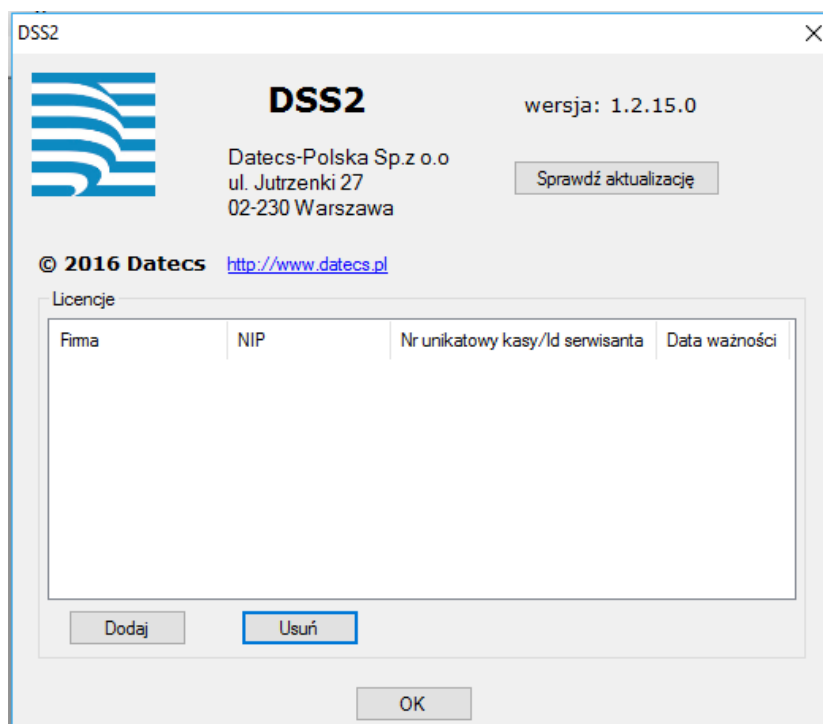 DSS2
DSS2
wersja: 1.2.15.0
Datecs-Polska Sp.z o.o
ul. Jutrzenki 27
02-230 Warszawa
Sprawdź aktualizację
© 2016 Datecs
http://www.datecs.pl
Licencje
Firma
NIP
Nr unikatowy kasy/Id serwisanta
Data ważności
Dodaj
Usuń
OK